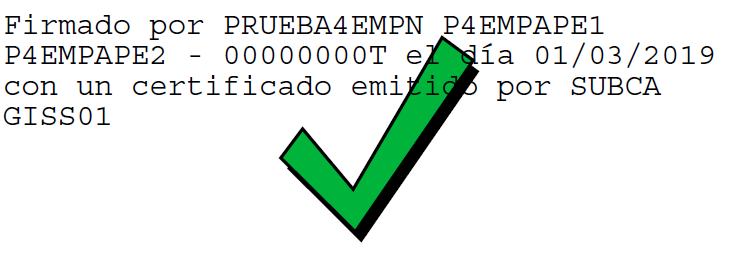 Firmado por PRUEBA4EMPN P4EMPAPE1
P4EMPAPE2 - 00000000T el día 01/03/2019
con un certificado emitido por SUBCA
GISS01